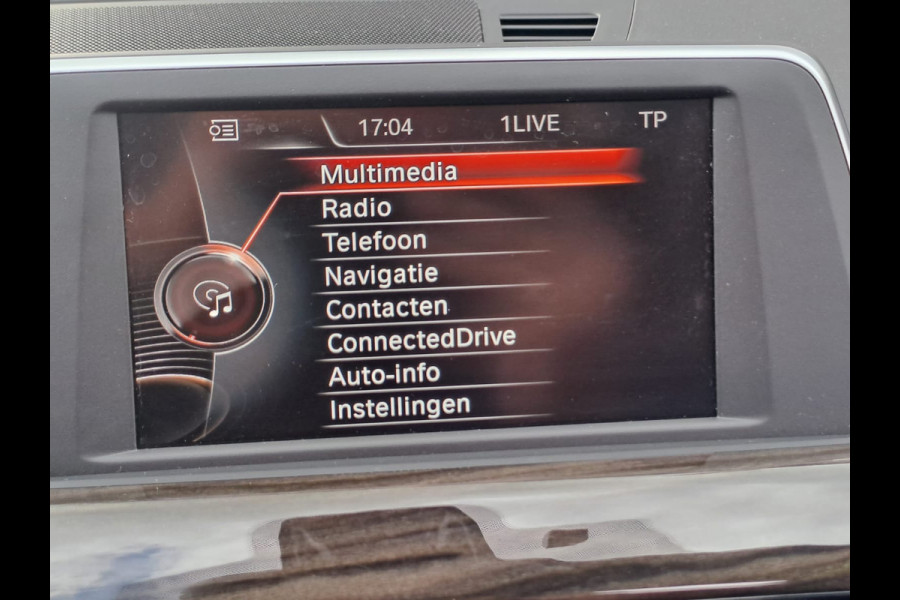 17:04 1LIVE TP
Multimedia
Radio
Telefoon
Navigatie
Contacten
ConnectedDrive
Auto-info
Instellingen